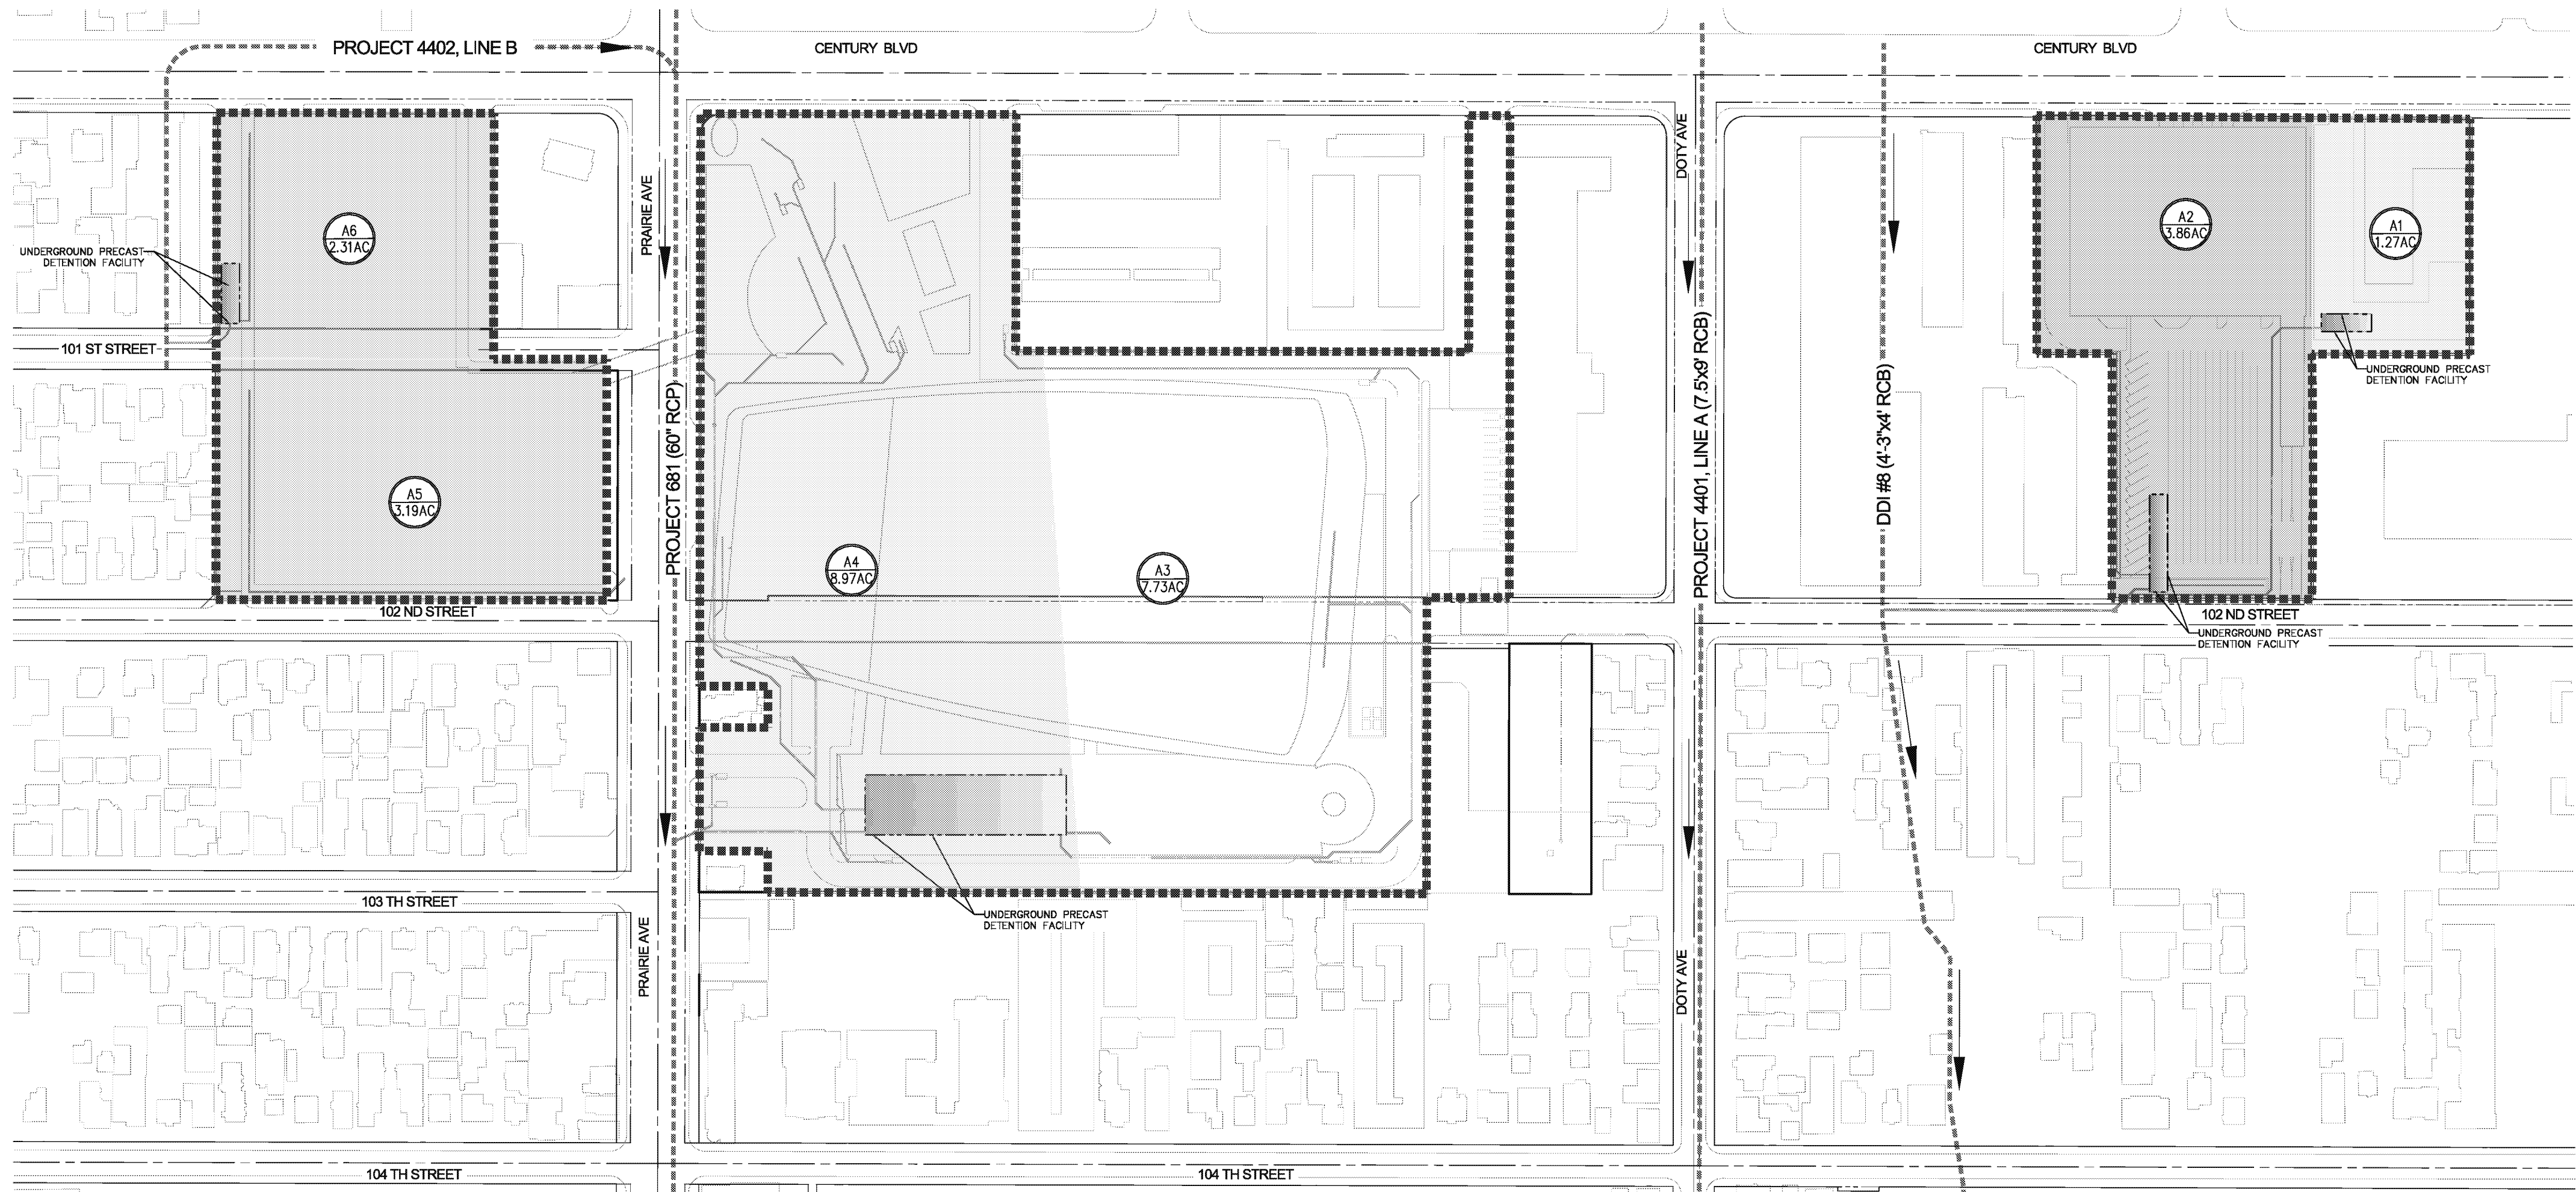 PROJECT 4402, LINE B
CENTURY BLVD
CENTURY BLVD
PRAIRIE AVE
DOTY AVE
A6
2.31AC
A2
3.86AC
A1
1.27AC
UNDERGROUND PRECAST
DETENTION FACILITY
101 ST STREET
UNDERGROUND PRECAST
DETENTION FACILITY
PROJECT 681 (60" RCP)
PROJECT 4401, LINE A (7.5'x9' RCB)
DDI #8 (4'-3"x4' RCB)
A5
3.19AC
A4
8.97AC
A3
7.73AC
102 ND STREET
102 ND STREET
UNDERGROUND PRECAST
DETENTION FACILITY
103 TH STREET
UNDERGROUND PRECAST
DETENTION FACILITY
PRAIRIE AVE
DOTY AVE
104 TH STREET
104 TH STREET